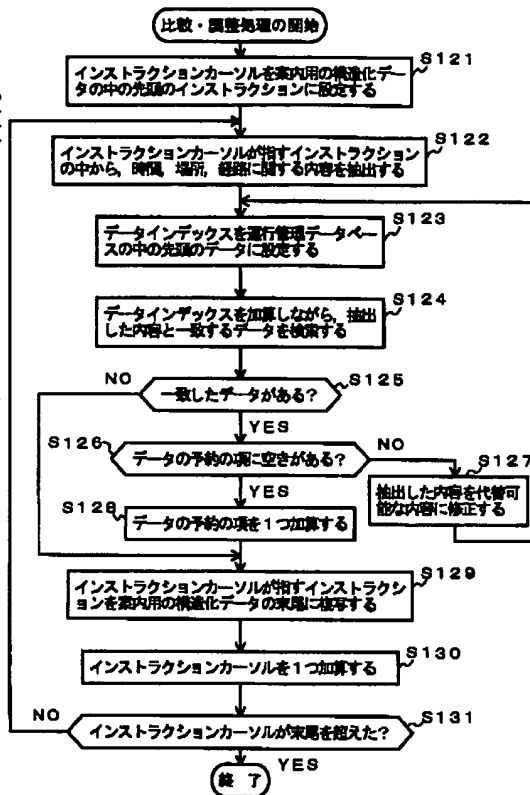 比較・調整処理の開始
S121
インストラクションカーソルを案内用の構造化デー
タの中の先頭のインストラクションに設定する
S122
インストラクションカーソルが指すインストラクション
の中から，時間，場所，経路に関する内容を抽出する
S123
データインデックスを運行管理データベー
スの中の先頭のデータに設定する
S124
データインデックスを加算しながら，抽出
した内容と一致するデータを検索する
NO
S125
一致したデータがある？
YES
S126
データの予約の項に空きがある？
NO
S127
抽出した内容を代替可
能な内容に修正する
YES
S128
データの予約の項を１つ加算する
S129
インストラクションカーソルが指すインストラクショ
ンを案内用の構造化データの末尾に複写する
S130
インストラクションカーソルを１つ加算する
NO
S131
インストラクションカーソルが末尾を超えた？
YES
終了